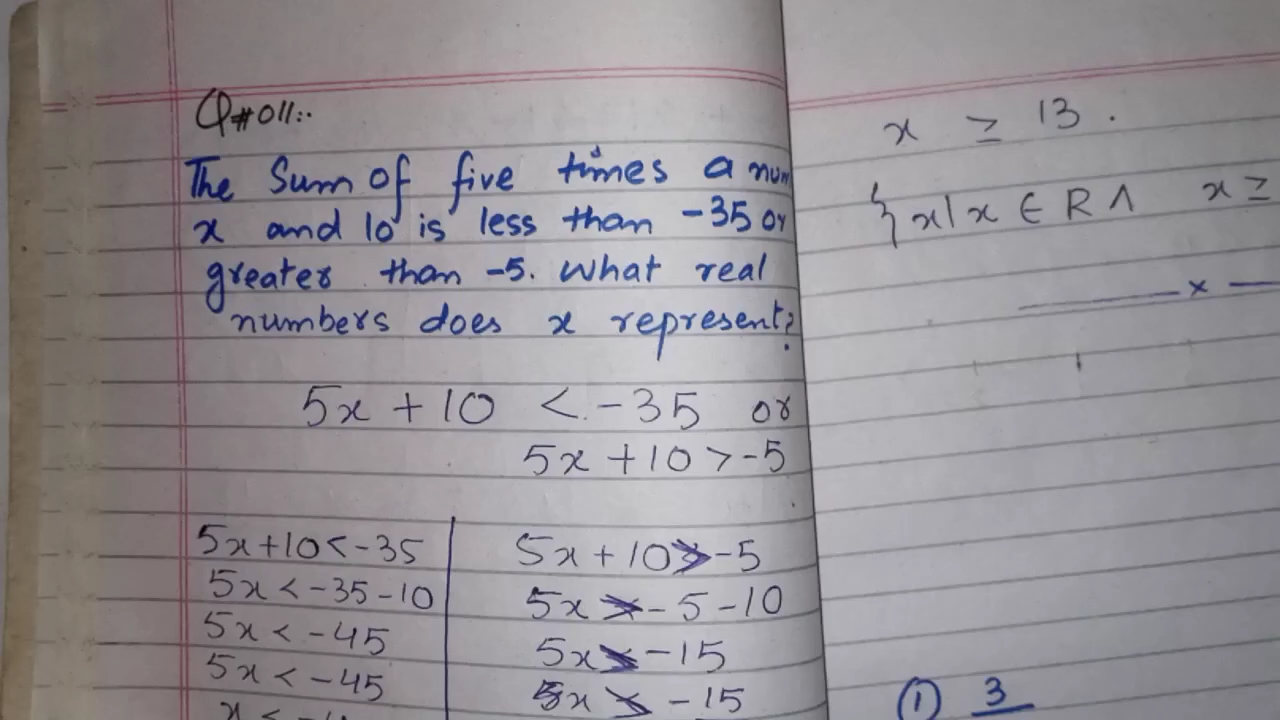 Q#011:.
The Sum of five times a num
x and 10 is less than -35 or
greater than -5. What real
numbers does x represent?
5x + 10 < -35 or
5x + 10 > -5
5x+10 < -35
5x < -35-10
5x < -45
5x < -45
5x + 10 > -5
5x > -5-10
5x > -15
5x > -15
x ≥ 13.
{x|x ∈ R ∧ x ≥
x
① 3